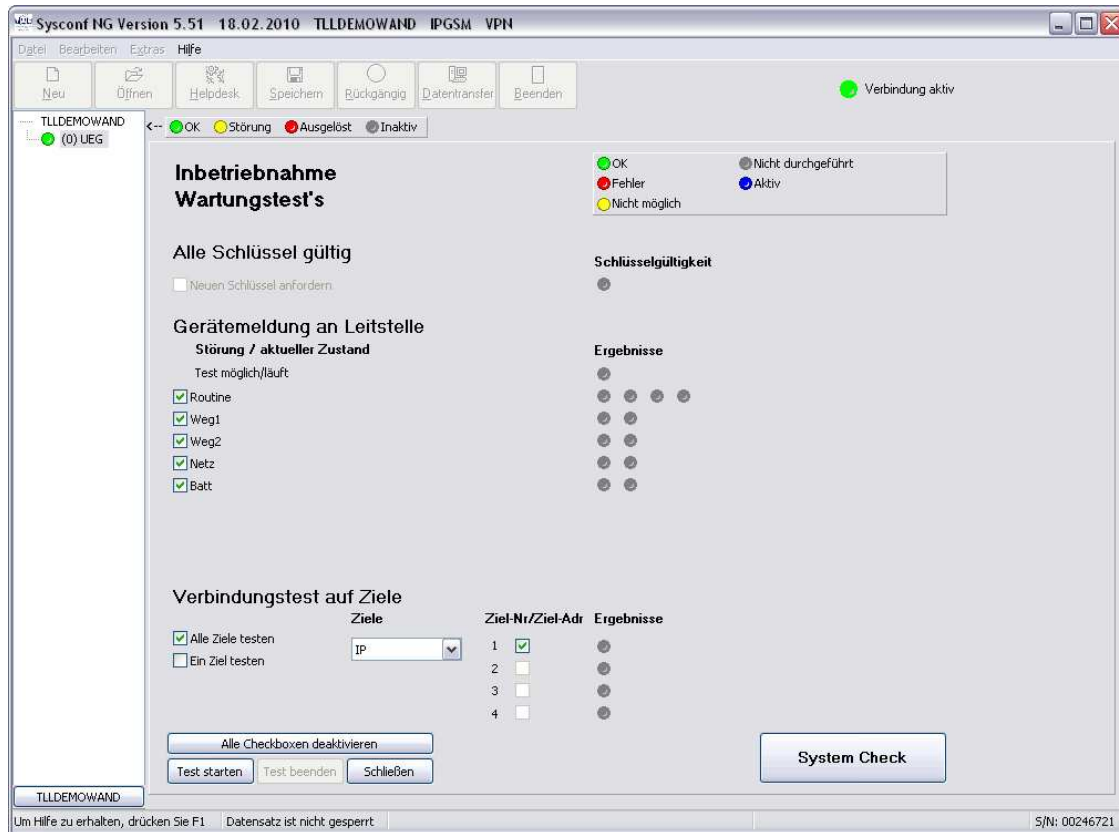 Sysconf NG Version 5.51 18.02.2010 TLLDEMOWAND IPGSM VPN
Datei Bearbeiten Extras Hilfe
Neu Öffnen Helpdesk Speichern Rückgängig Datentransfer Beenden
Verbindung aktiv
TLLDEMOWAND
(0) UEG
<-- OK Störung Ausgelöst Inaktiv
Inbetriebnahme
Wartungstest's
OK Nicht durchgeführt
Fehler Aktiv
Nicht möglich
Alle Schlüssel gültig
Schlüsselgültigkeit
Neuen Schlüssel anfordern
Gerätemeldung an Leitstelle
Störung / aktueller Zustand Ergebnisse
Test möglich/läuft
Routine
Weg1
Weg2
Netz
Batt
Verbindungstest auf Ziele
Ziele Ziel-Nr/Ziel-Adr Ergebnisse
Alle Ziele testen IP 1
Ein Ziel testen 2
3
4
Alle Checkboxen deaktivieren
Test starten Test beenden Schließen
System Check
TLLDEMOWAND
Um Hilfe zu erhalten, drücken Sie F1 Datensatz ist nicht gesperrt S/N: 00246721